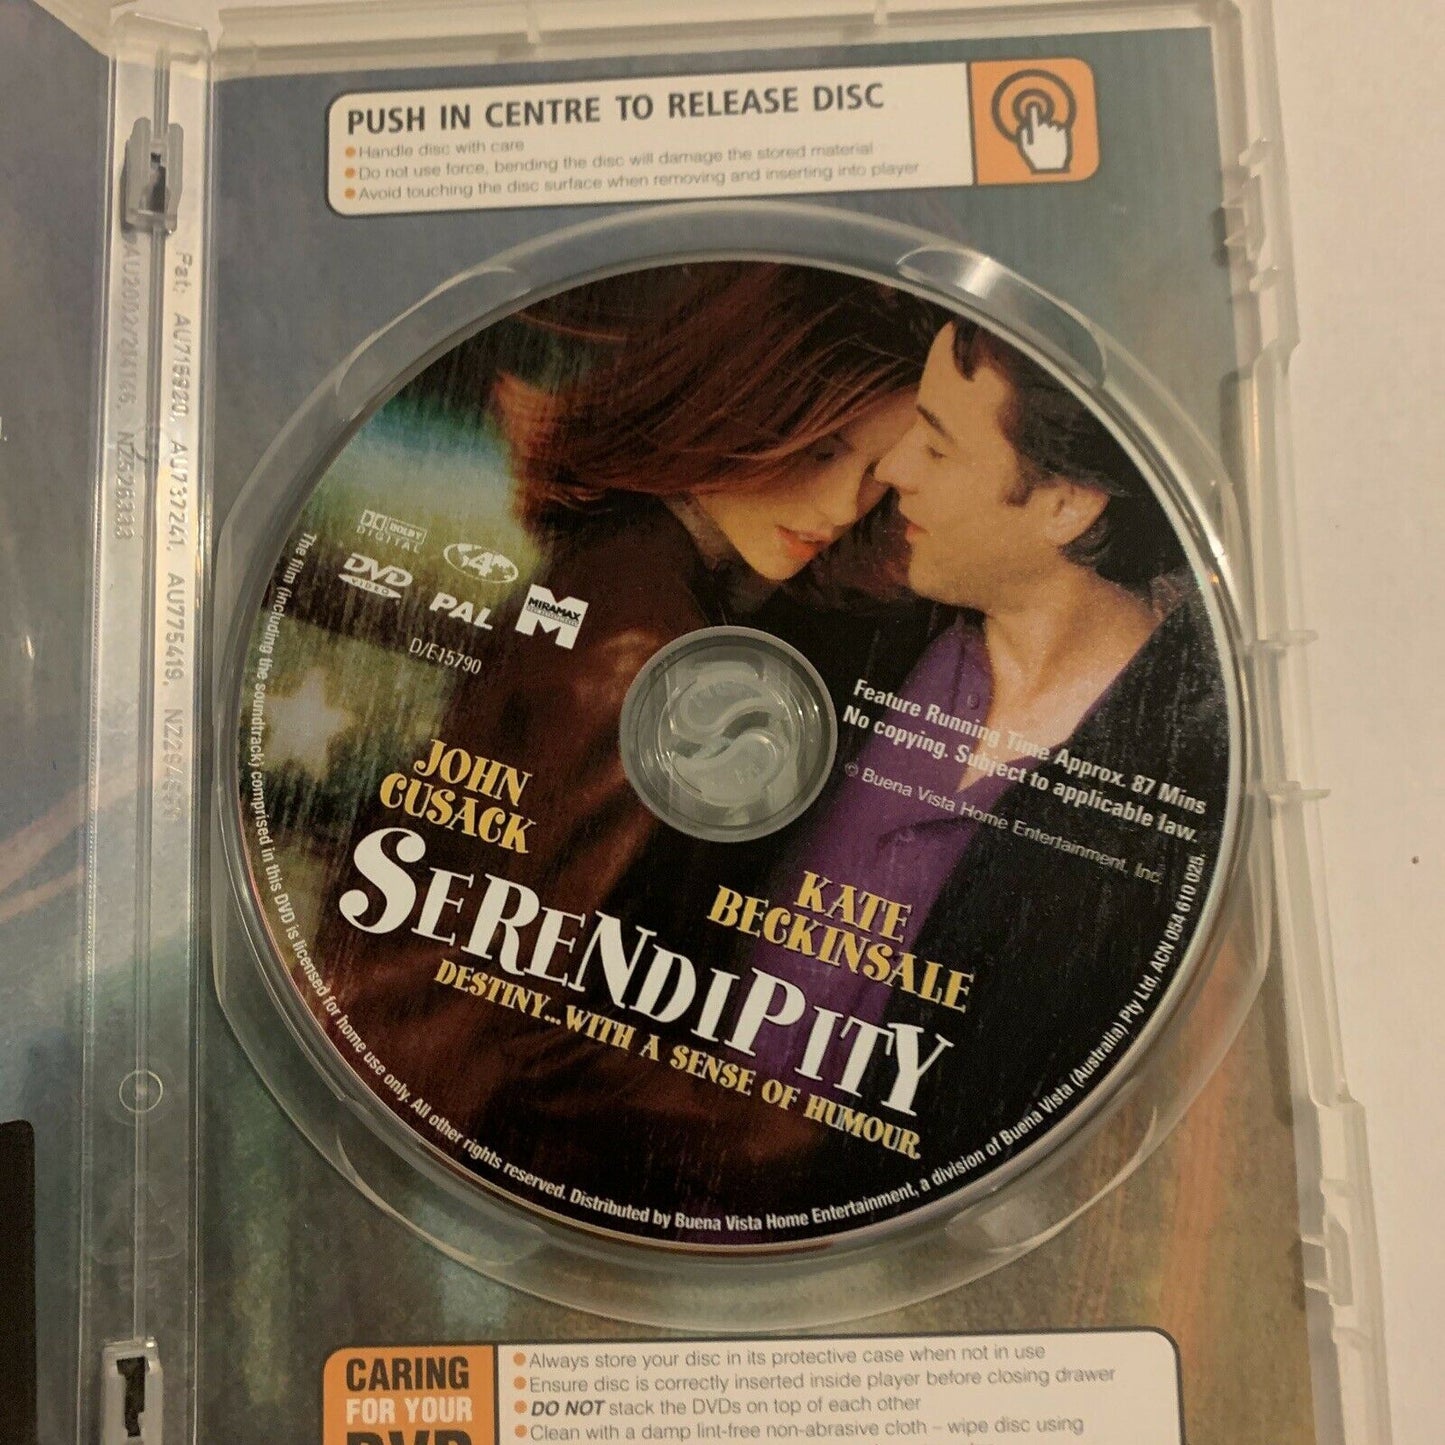 PUSH IN CENTRE TO RELEASE DISC
Handle disc with care
Do not use force, bending the disc will damage the stored material
Avoid touching the disc surface when removing and inserting into player
Pat: AU715920, AU737241, AU775419,
AU2002/214166, NZ526333
DOLBY
DIGITAL
4
DVD
VIDEO
PAL
MIRAMAX
M
D/E15790
Feature Running Time Approx. 87 Mins
No copying. Subject to applicable law.
© Buena Vista Home Entertainment, Inc.
JOHN
CUSACK
KATE
BECKINSALE
SERENDIPITY
DESTINY... WITH A SENSE OF HUMOUR
The film (including the soundtrack) comprised in this DVD is licensed for home use only. All other rights reserved. Distributed by Buena Vista Home Entertainment, a division of Buena Vista (Australia) Pty Ltd. ACN 054 610 025.
CARING
FOR YOUR
DVD
Always store your disc in its protective case when not in use
Ensure disc is correctly inserted inside player before closing drawer
DO NOT stack the DVDs on top of each other
Clean with a damp lint-free non-abrasive cloth – wipe disc using